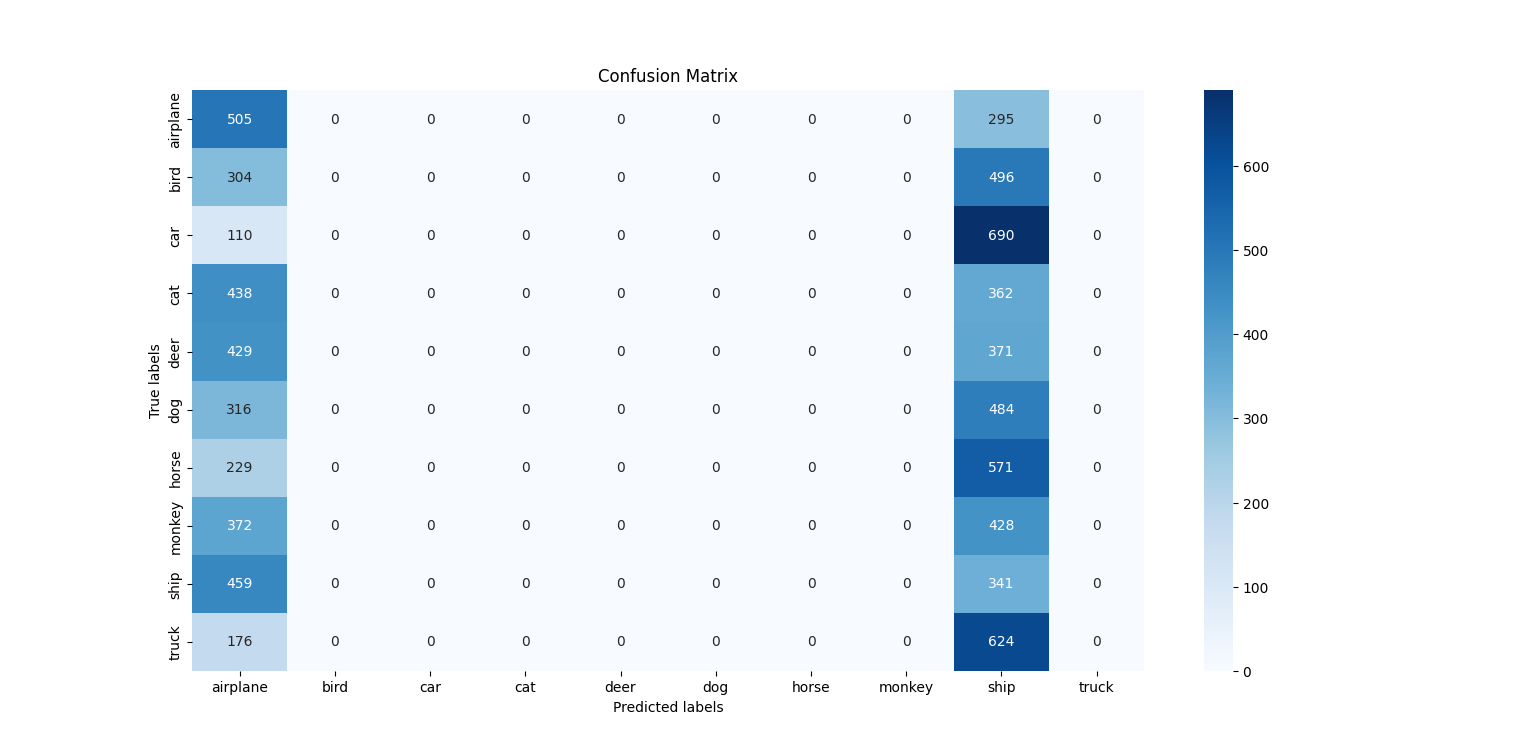 Confusion Matrix
True labels
airplane 505 0 0 0 0 0 0 0 295 0
bird 304 0 0 0 0 0 0 0 496 0
car 110 0 0 0 0 0 0 0 690 0
cat 438 0 0 0 0 0 0 0 362 0
deer 429 0 0 0 0 0 0 0 371 0
dog 316 0 0 0 0 0 0 0 484 0
horse 229 0 0 0 0 0 0 0 571 0
monkey 372 0 0 0 0 0 0 0 428 0
ship 459 0 0 0 0 0 0 0 341 0
truck 176 0 0 0 0 0 0 0 624 0
airplane bird car cat deer dog horse monkey ship truck
Predicted labels
600
500
400
300
200
100
0